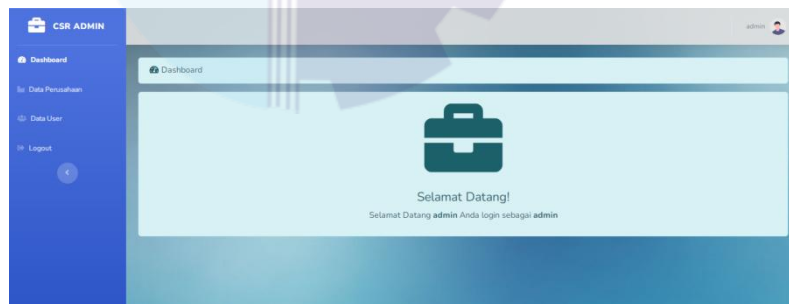 CSR ADMIN
admin
Dashboard
Dashboard
Data Perusahaan
Data User
Logout
Selamat Datang!
Selamat Datang admin Anda login sebagai admin